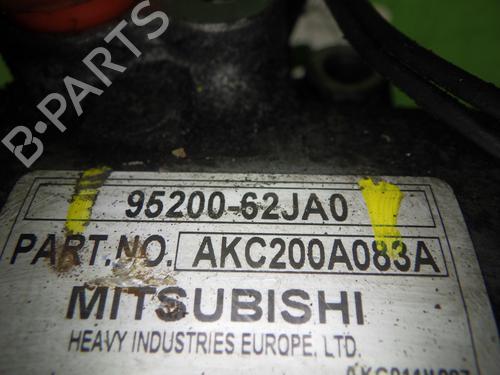 B-PARTS
95200-62JA0
PART.NO. AKC200A083A
MITSUBISHI
HEAVY INDUSTRIES EUROPE, LTD.